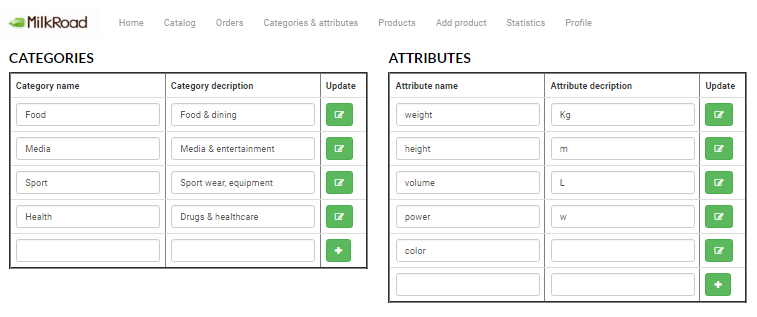 MilkRoad Home Catalog Orders Categories & attributes Products Add product Statistics Profile
CATEGORIES
Category name Category decription Update
Food Food & dining
Media Media & entertainment
Sport Sport wear, equipment
Health Drugs & healthcare
ATTRIBUTES
Attribute name Attribute decription Update
weight Kg
height m
volume L
power w
color